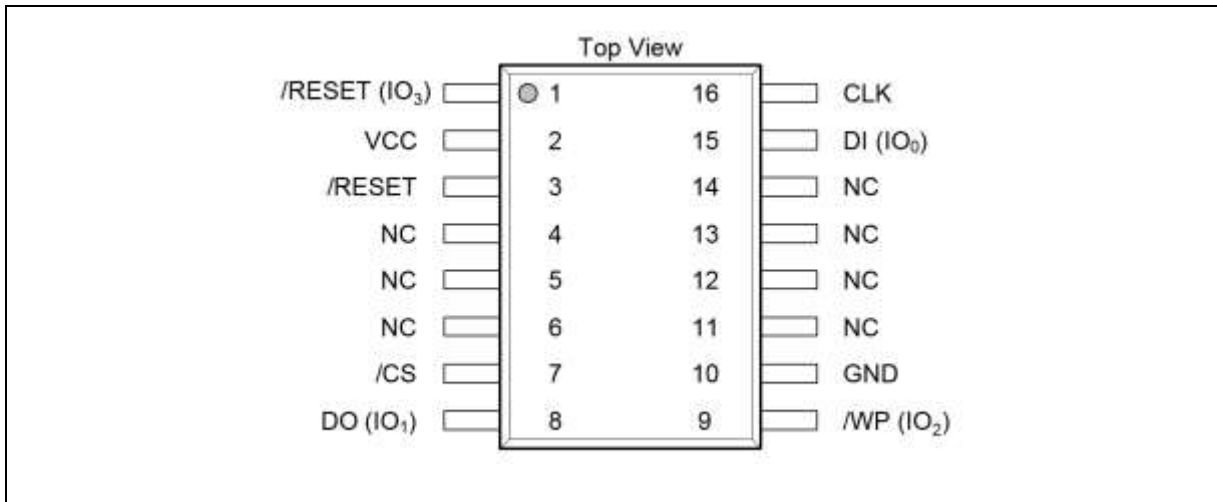 Top View
/RESET (IO₃) 1 16 CLK
VCC 2 15 DI (IO₀)
/RESET 3 14 NC
NC 4 13 NC
NC 5 12 NC
NC 6 11 NC
/CS 7 10 GND
DO (IO₁) 8 9 /WP (IO₂)